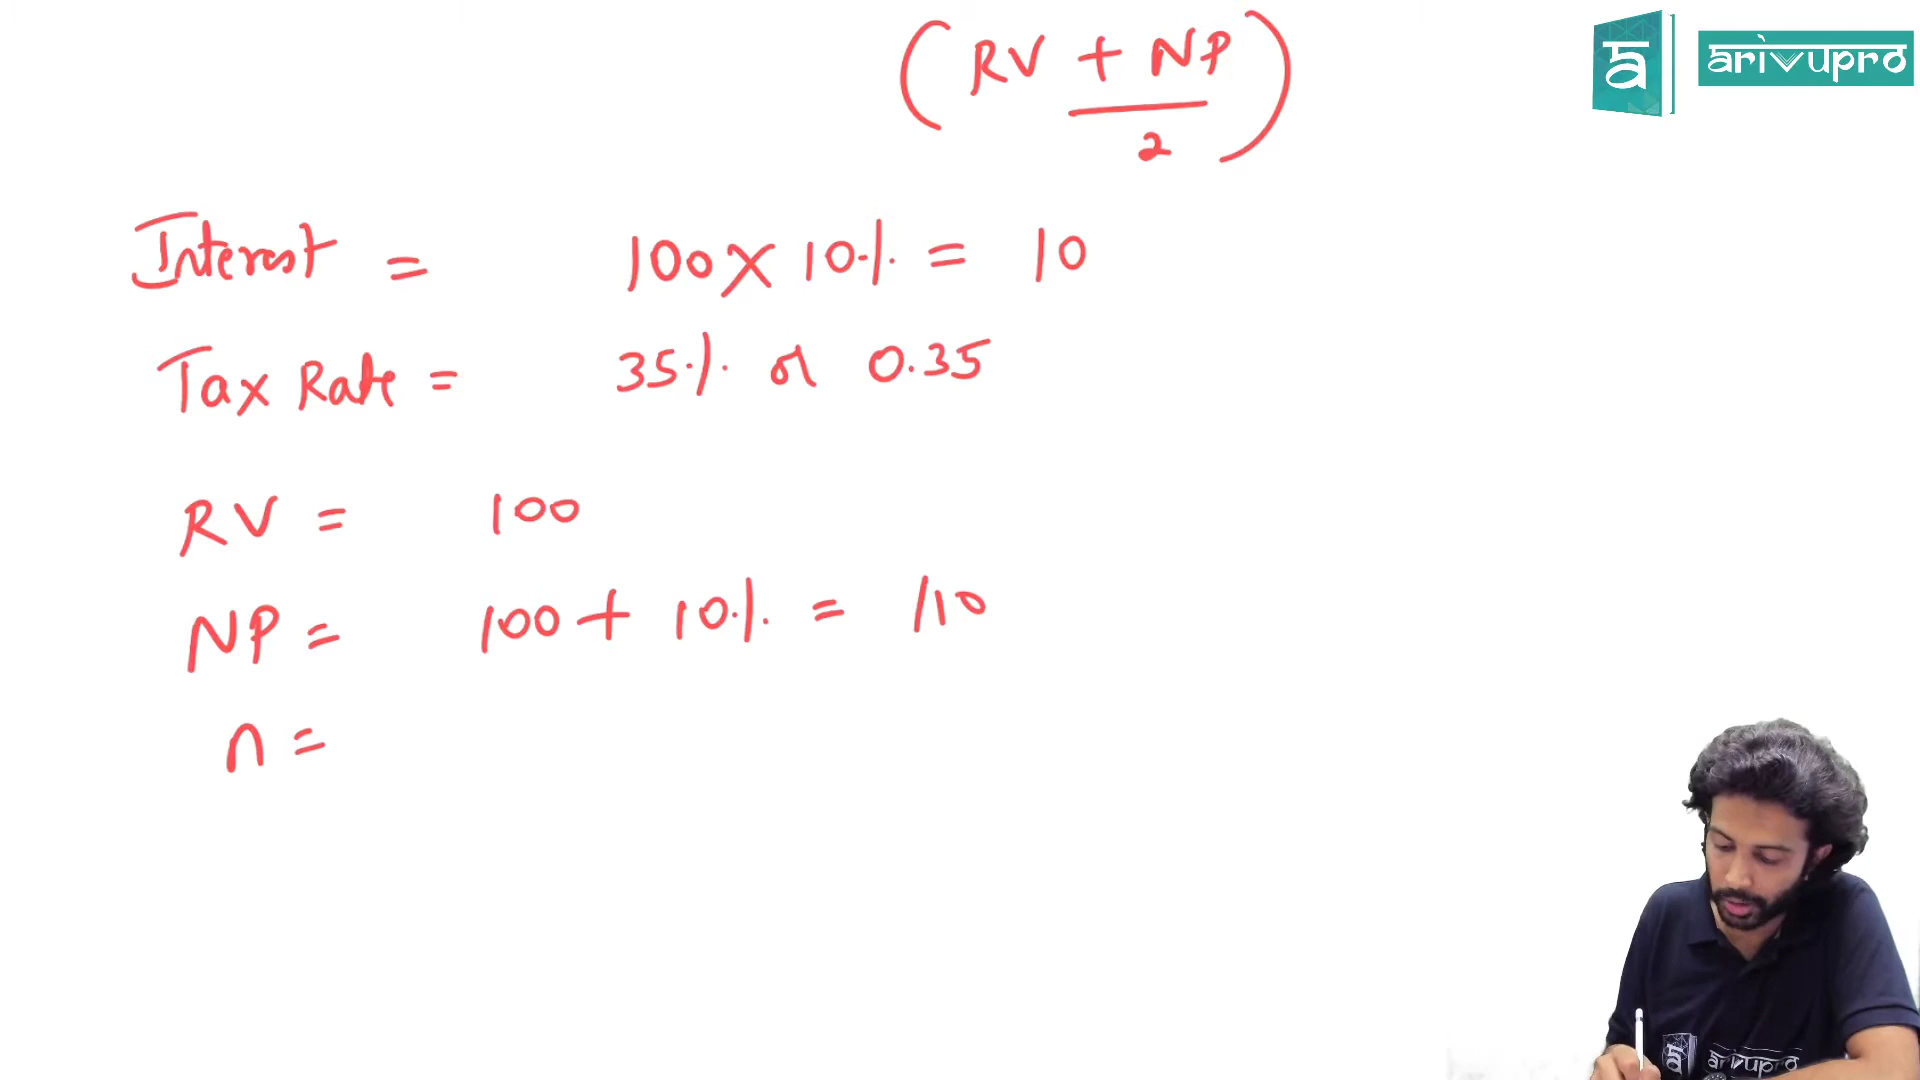 (RV + NP)
2
a arivupro
Interest = 100 X 10% = 10
Tax Rate = 35% or 0.35
RV = 100
NP = 100 + 10% = 110
n =
arivupro